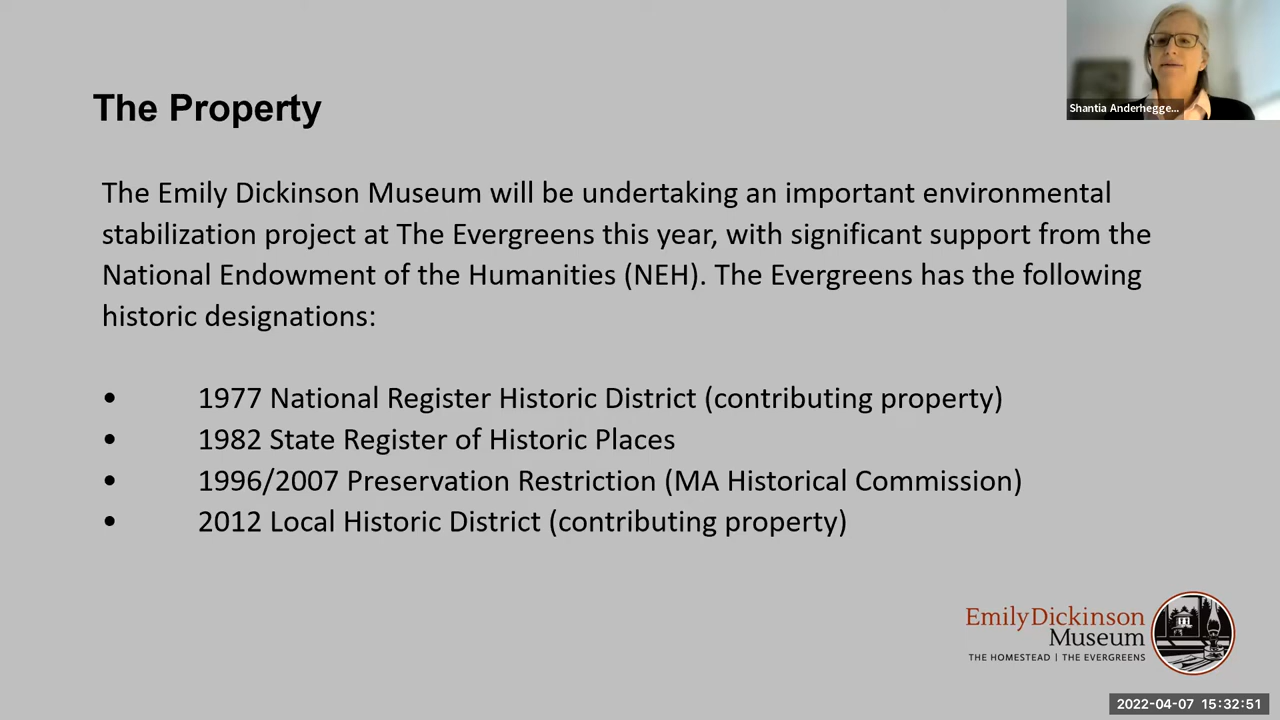 The Property
Shantia Anderhegge...
The Emily Dickinson Museum will be undertaking an important environmental
stabilization project at The Evergreens this year, with significant support from the
National Endowment of the Humanities (NEH). The Evergreens has the following
historic designations:
• 1977 National Register Historic District (contributing property)
• 1982 State Register of Historic Places
• 1996/2007 Preservation Restriction (MA Historical Commission)
• 2012 Local Historic District (contributing property)
EmilyDickinson
Museum
THE HOMESTEAD | THE EVERGREENS
2022-04-07 15:32:51